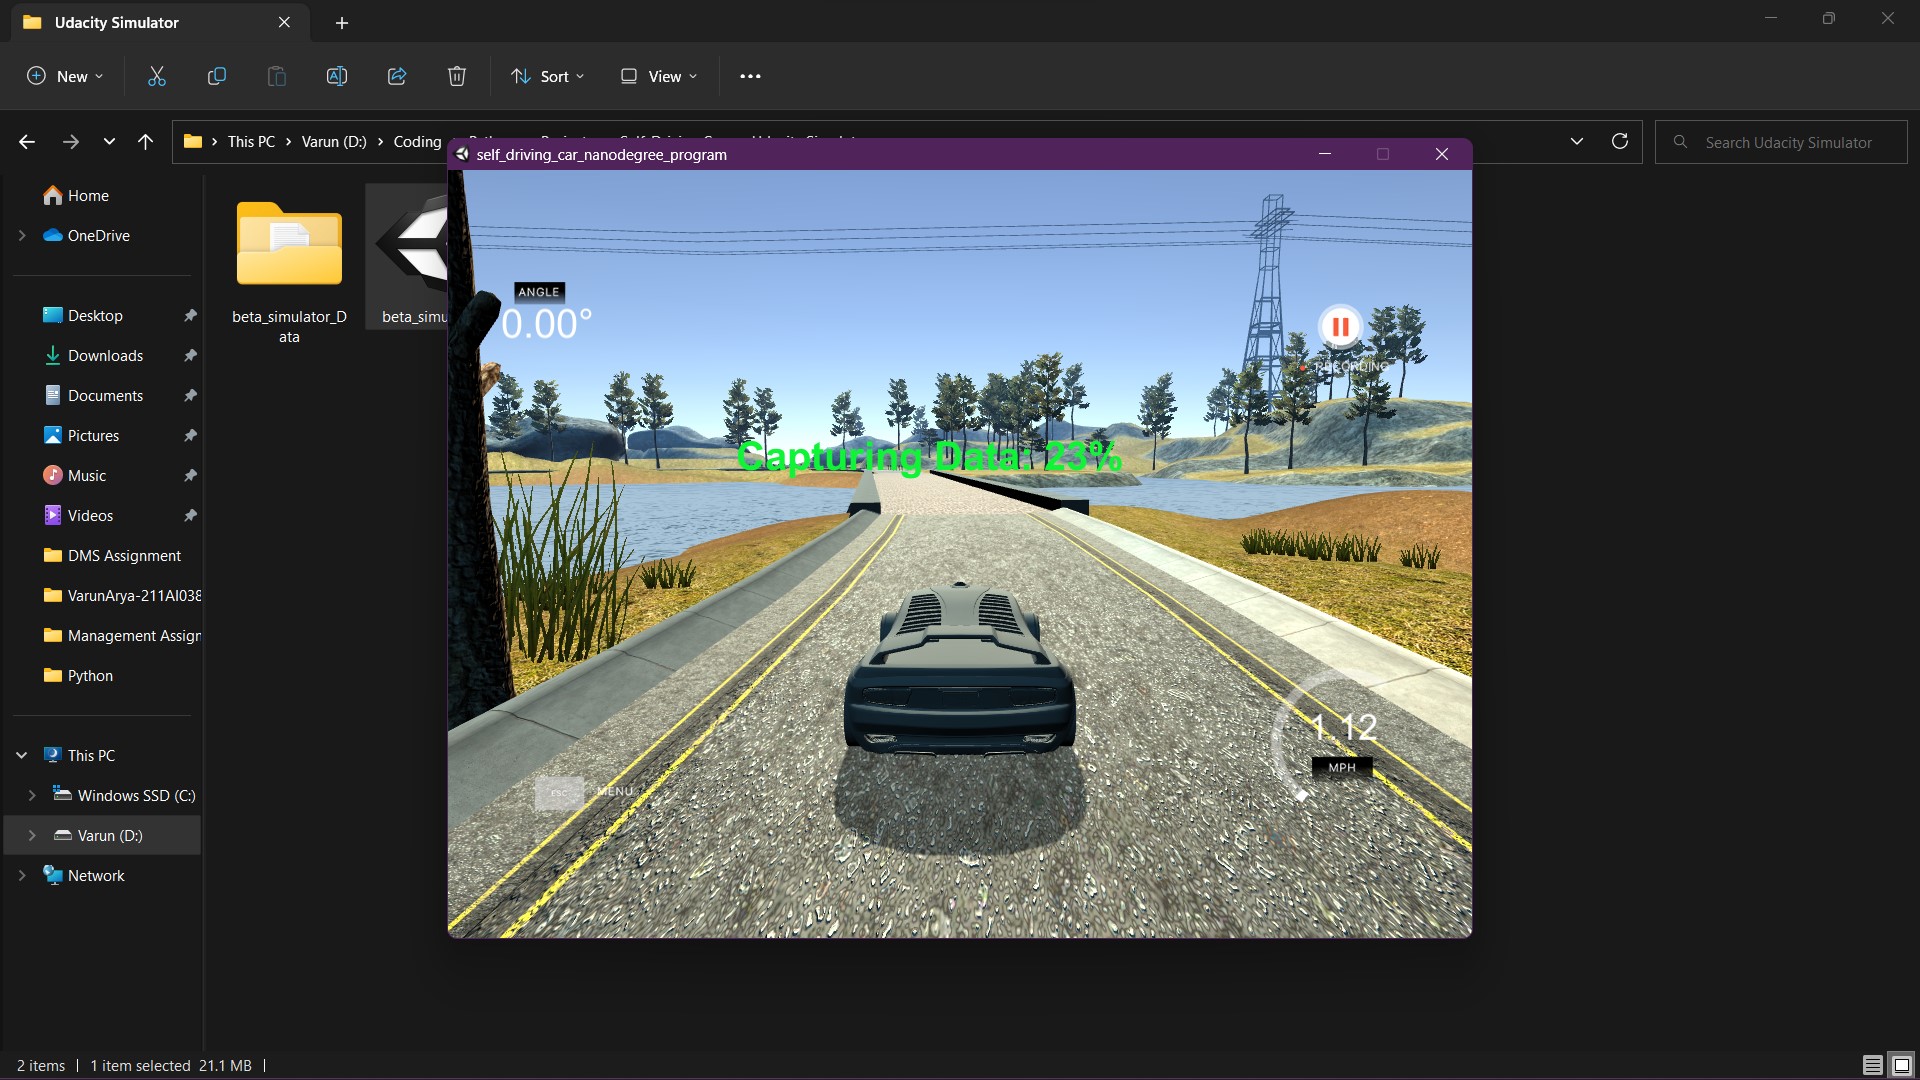 Udacity Simulator
New
Sort
View
This PC
Varun (D:)
Coding
Search Udacity Simulator
self_driving_car_nanodegree_program
Home
OneDrive
Desktop
Downloads
Documents
Pictures
Music
Videos
DMS Assignment
VarunArya-211AI038
Management Assign
Python
This PC
Windows SSD (C:)
Varun (D:)
Network
beta_simulator_D
ata
beta_simu
ANGLE
0.00°
RECORDING
Capturing Data: 23%
1.12
MPH
ESC
MENU
2 items
1 item selected 21.1 MB